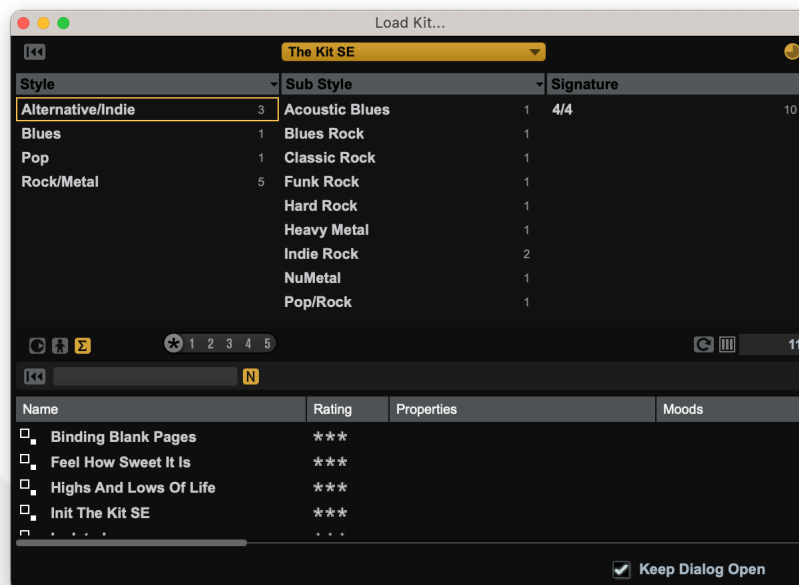 Load Kit...
The Kit SE
Style Sub Style Signature
Alternative/Indie 3 Acoustic Blues 1 4/4 10
Blues 1 Blues Rock 1
Pop 1 Classic Rock 1
Rock/Metal 5 Funk Rock 1
Hard Rock 1
Heavy Metal 1
Indie Rock 2
NuMetal 1
Pop/Rock 1
Σ * 1 2 3 4 5 11
N
Name Rating Properties Moods
Binding Blank Pages ***
Feel How Sweet It Is ***
Highs And Lows Of Life ***
Init The Kit SE ***
Keep Dialog Open